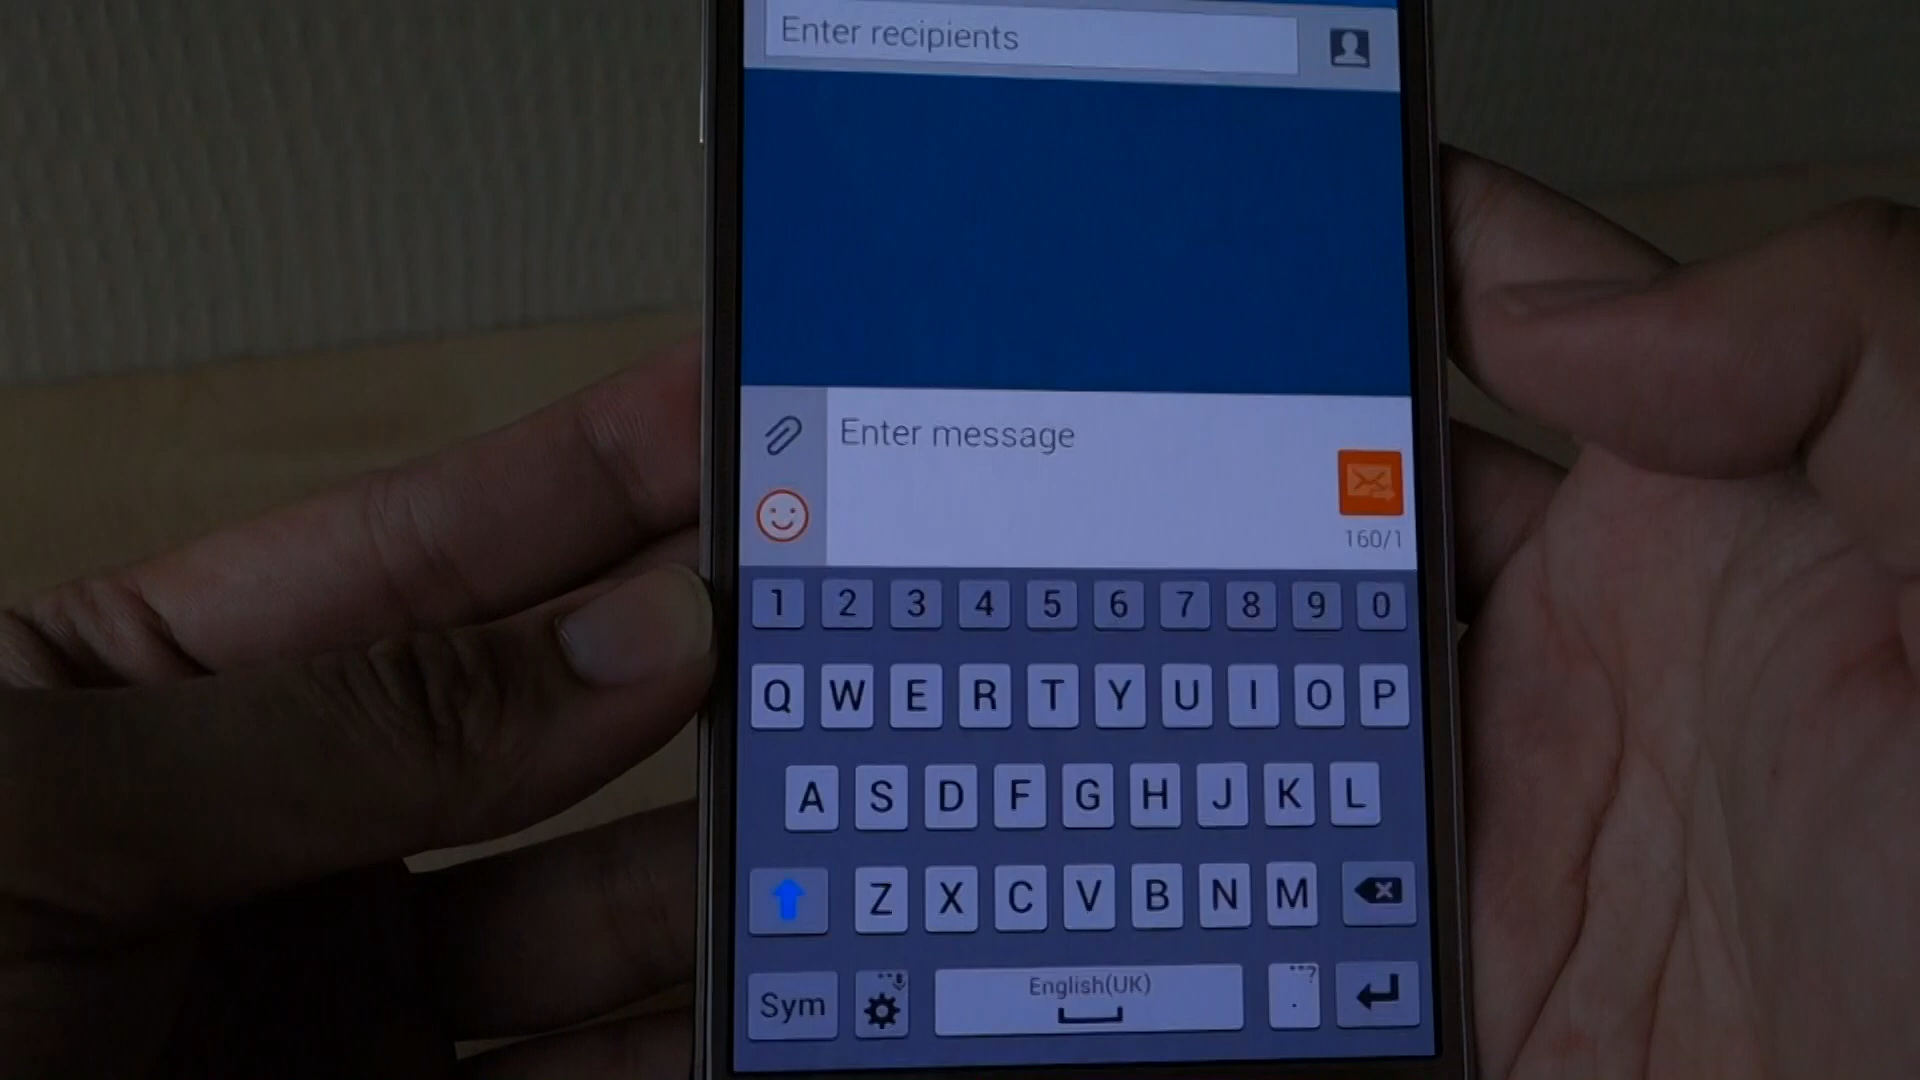 Enter recipients
Enter message
160/1
1 2 3 4 5 6 7 8 9 0
Q W E R T Y U I O P
A S D F G H J K L
Z X C V B N M
Sym English(UK) . ?